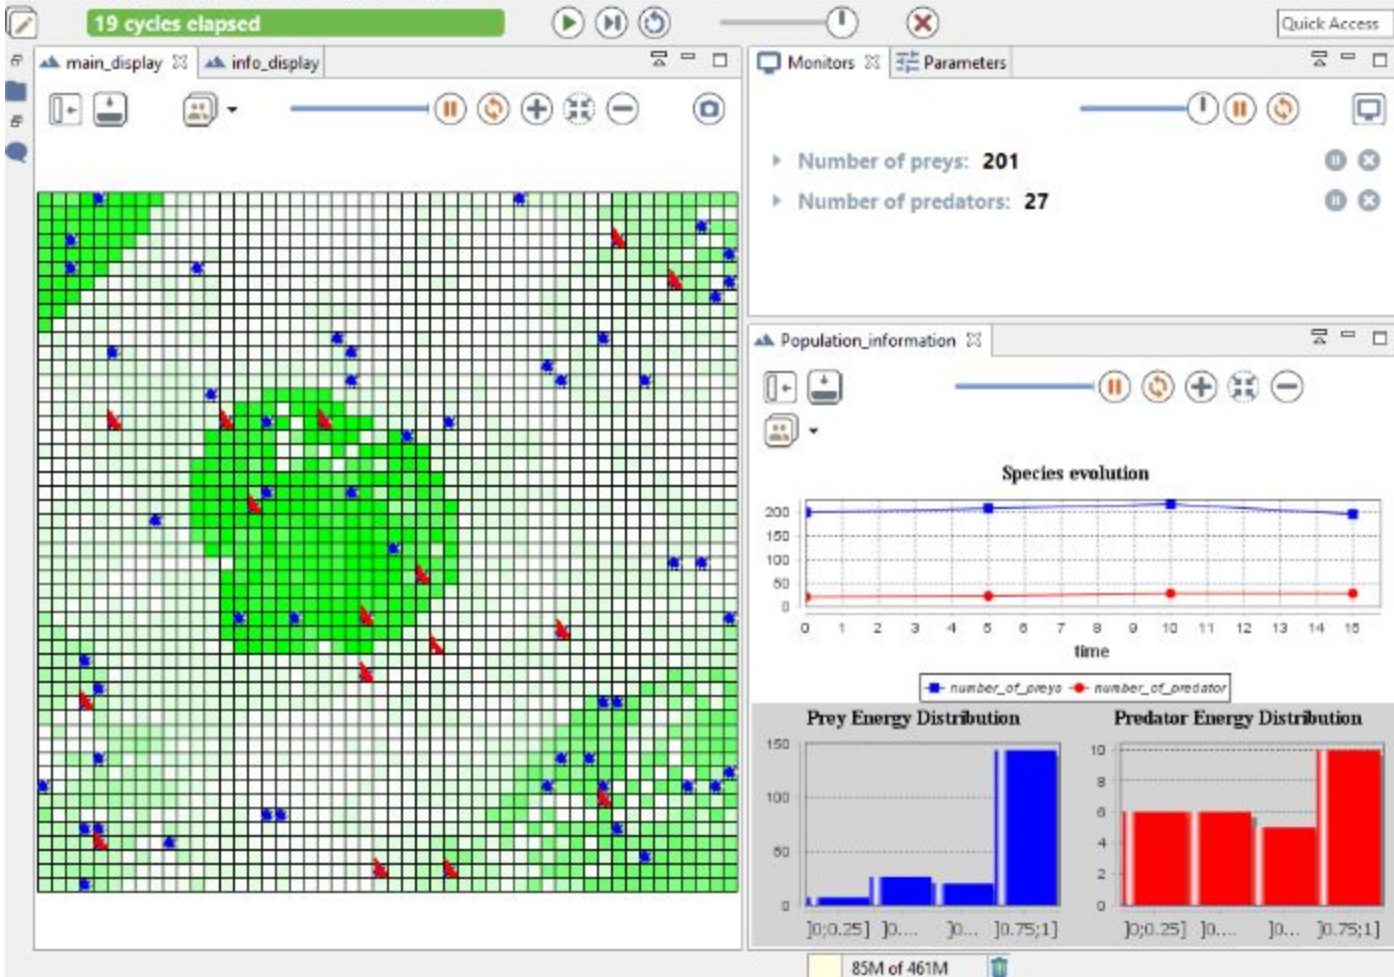 19 cycles elapsed
Quick Access
main_display
info_display
Monitors
Parameters
Number of preys: 201
Number of predators: 27
Population_information
Species evolution
200
150
100
50
0
0 1 2 3 4 5 6 7 8 9 10 11 12 13 14 15
time
number_of_preys number_of_predator
Prey Energy Distribution
150
100
50
0
]0;0.25] ]0.... ]0... ]0.75;1]
Predator Energy Distribution
10
8
6
4
2
0
]0;0.25] ]0.... ]0... ]0.75;1]
85M of 461M